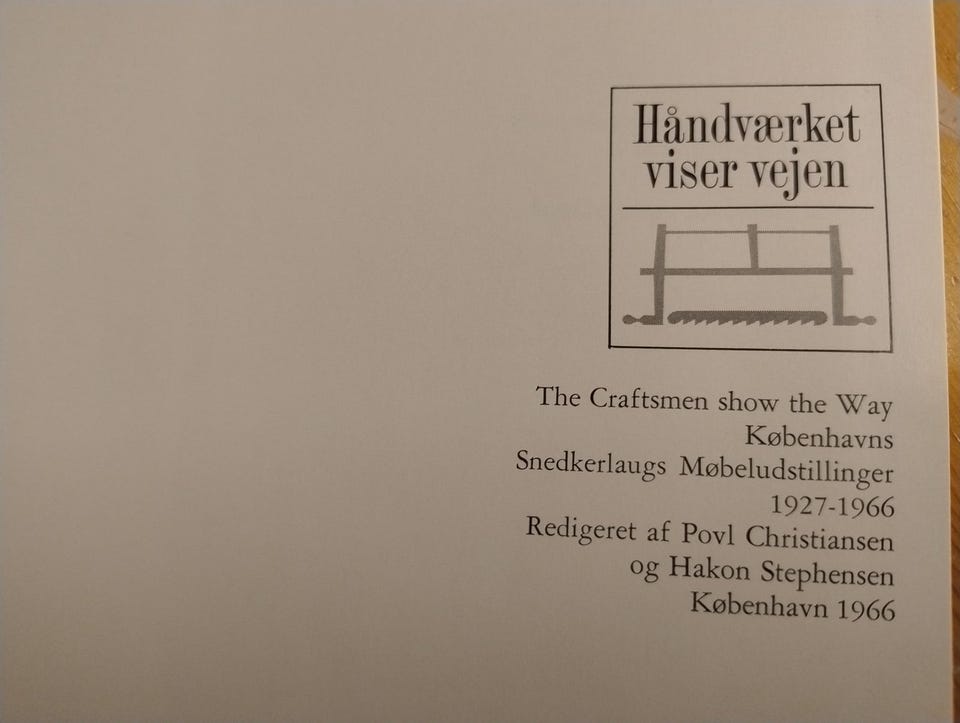 Håndværket
viser vejen
The Craftsmen show the Way
Københavns
Snedkerlaugs Møbeludstillinger
1927-1966
Redigeret af Povl Christiansen
og Hakon Stephensen
København 1966